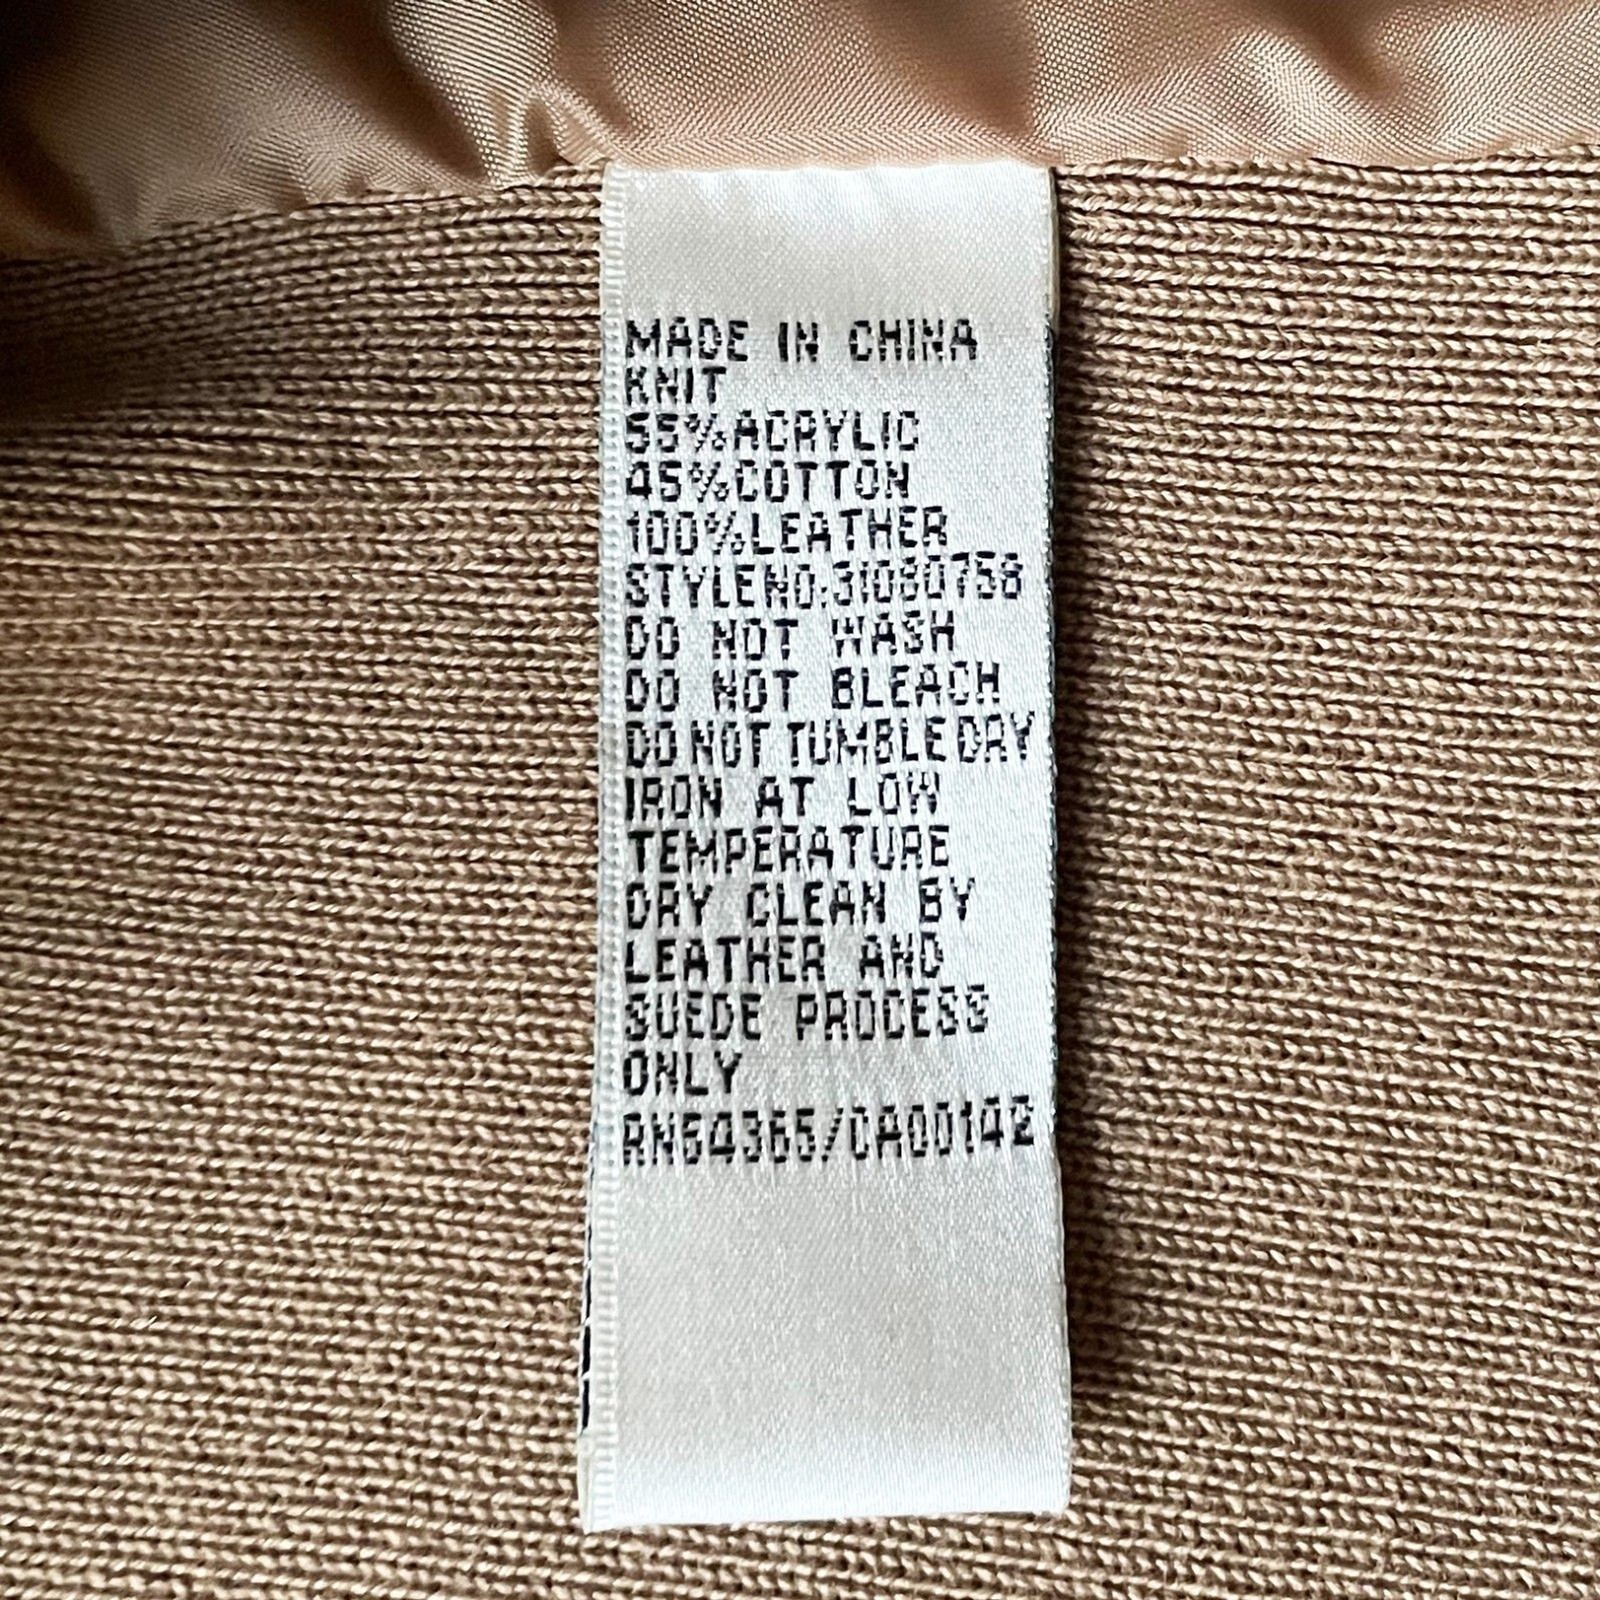 MADE IN CHINA
KNIT
55%ACRYLIC
45%COTTON
100%LEATHER
STYLENO:31080758
DO NOT WASH
DO NOT BLEACH
DO NOT TUMBLE DRY
IRON AT LOW
TEMPERATURE
DRY CLEAN BY
LEATHER AND
SUEDE PROCESS
ONLY
RN54365/CA00142